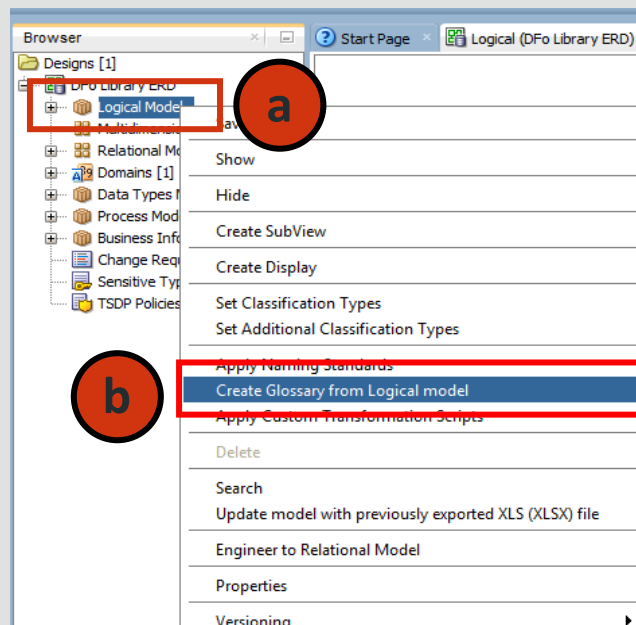 Browser
Start Page
Logical (DFo Library ERD)
Designs [1]
DFo Library ERD
Logical Model
a
Save
Relational Mo
Show
Domains [1]
Data Types M
Hide
Process Mod
Business Info
Create SubView
Change Requ
Create Display
Sensitive Typ
TSDP Policies
Set Classification Types
Set Additional Classification Types
Apply Naming Standards
b
Create Glossary from Logical model
Apply Custom Transformation Scripts
Delete
Search
Update model with previously exported XLS (XLSX) file
Engineer to Relational Model
Properties
Versioning